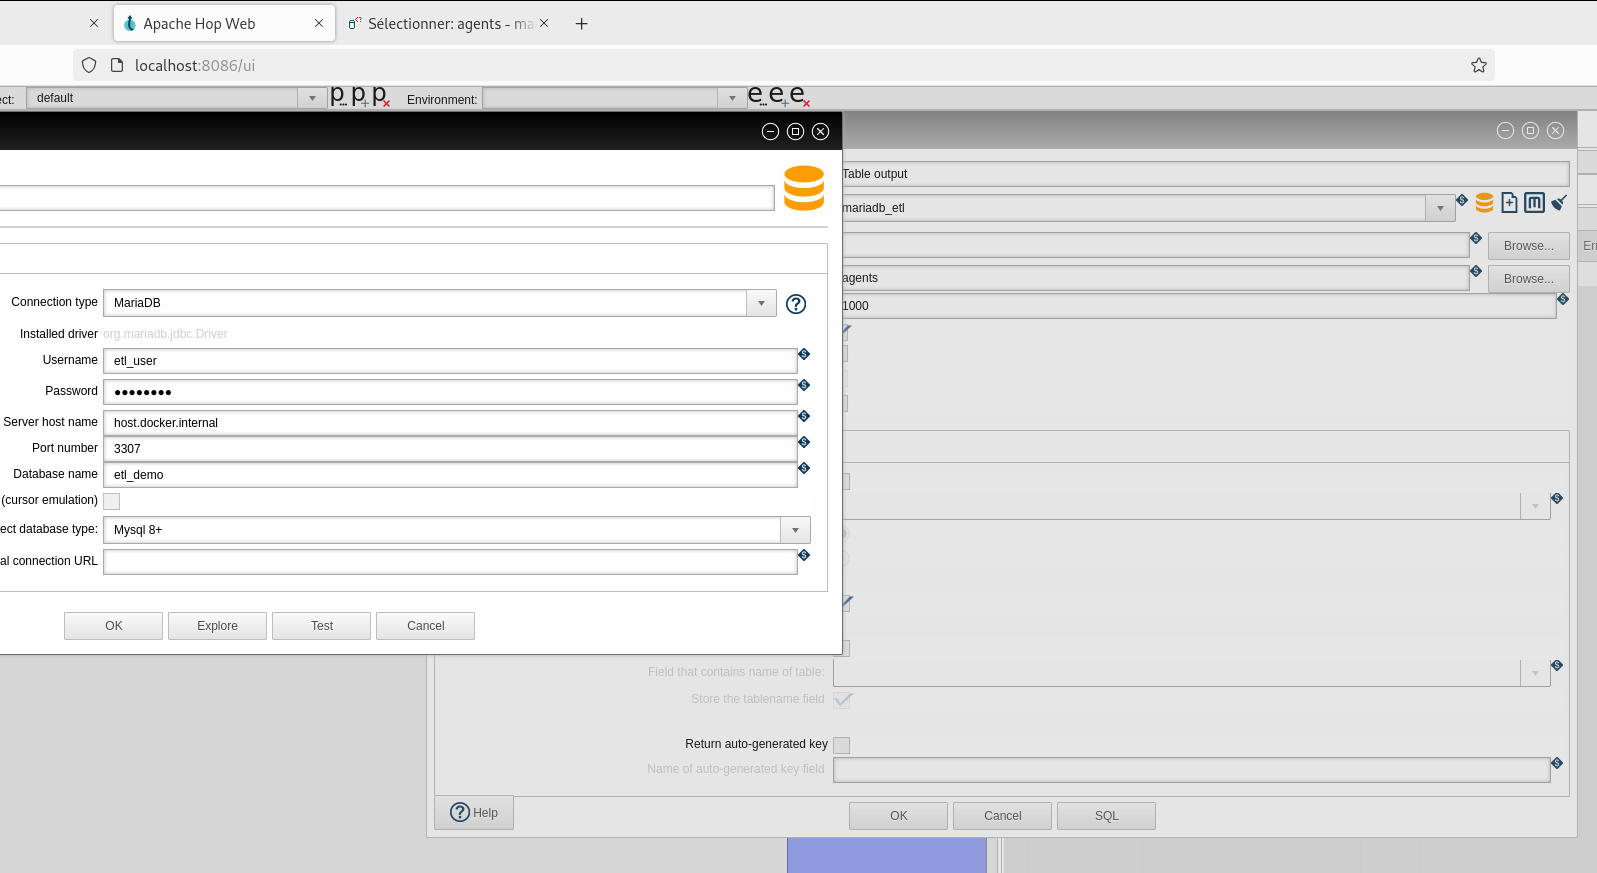 Apache Hop Web
Sélectionner: agents - ma
localhost:8086/ui
ect:
default
p... p+ px
Environment:
e... e+ ex
Table output
mariadb_etl
Browse...
Err
Connection type
MariaDB
agents
Browse...
1000
Installed driver
org.mariadb.jdbc.Driver
Username
etl_user
Password
●●●●●●●●
Server host name
host.docker.internal
Port number
3307
Database name
etl_demo
(cursor emulation)
ect database type:
Mysql 8+
al connection URL
OK
Explore
Test
Cancel
Field that contains name of table:
Store the tablename field
Return auto-generated key
Name of auto-generated key field
Help
OK
Cancel
SQL